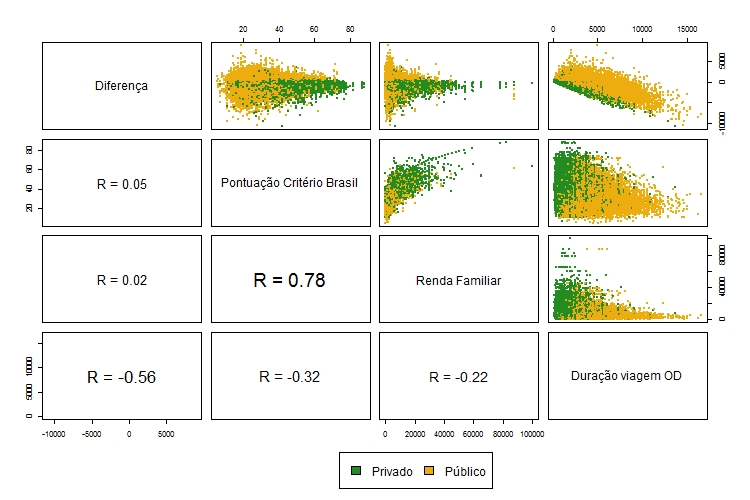 20 40 60 80 0 5000 10000 15000
Diferença
-10000 0 5000
R = 0.05
Pontuação Critério Brasil
20 40 60 80
R = 0.02
R = 0.78
Renda Familiar
0 4000 8000
R = -0.56
R = -0.32
R = -0.22
Duração viagem OD
0 5000 10000
-10000 -5000 0 5000 0 20000 40000 60000 80000 100000
Privado Público